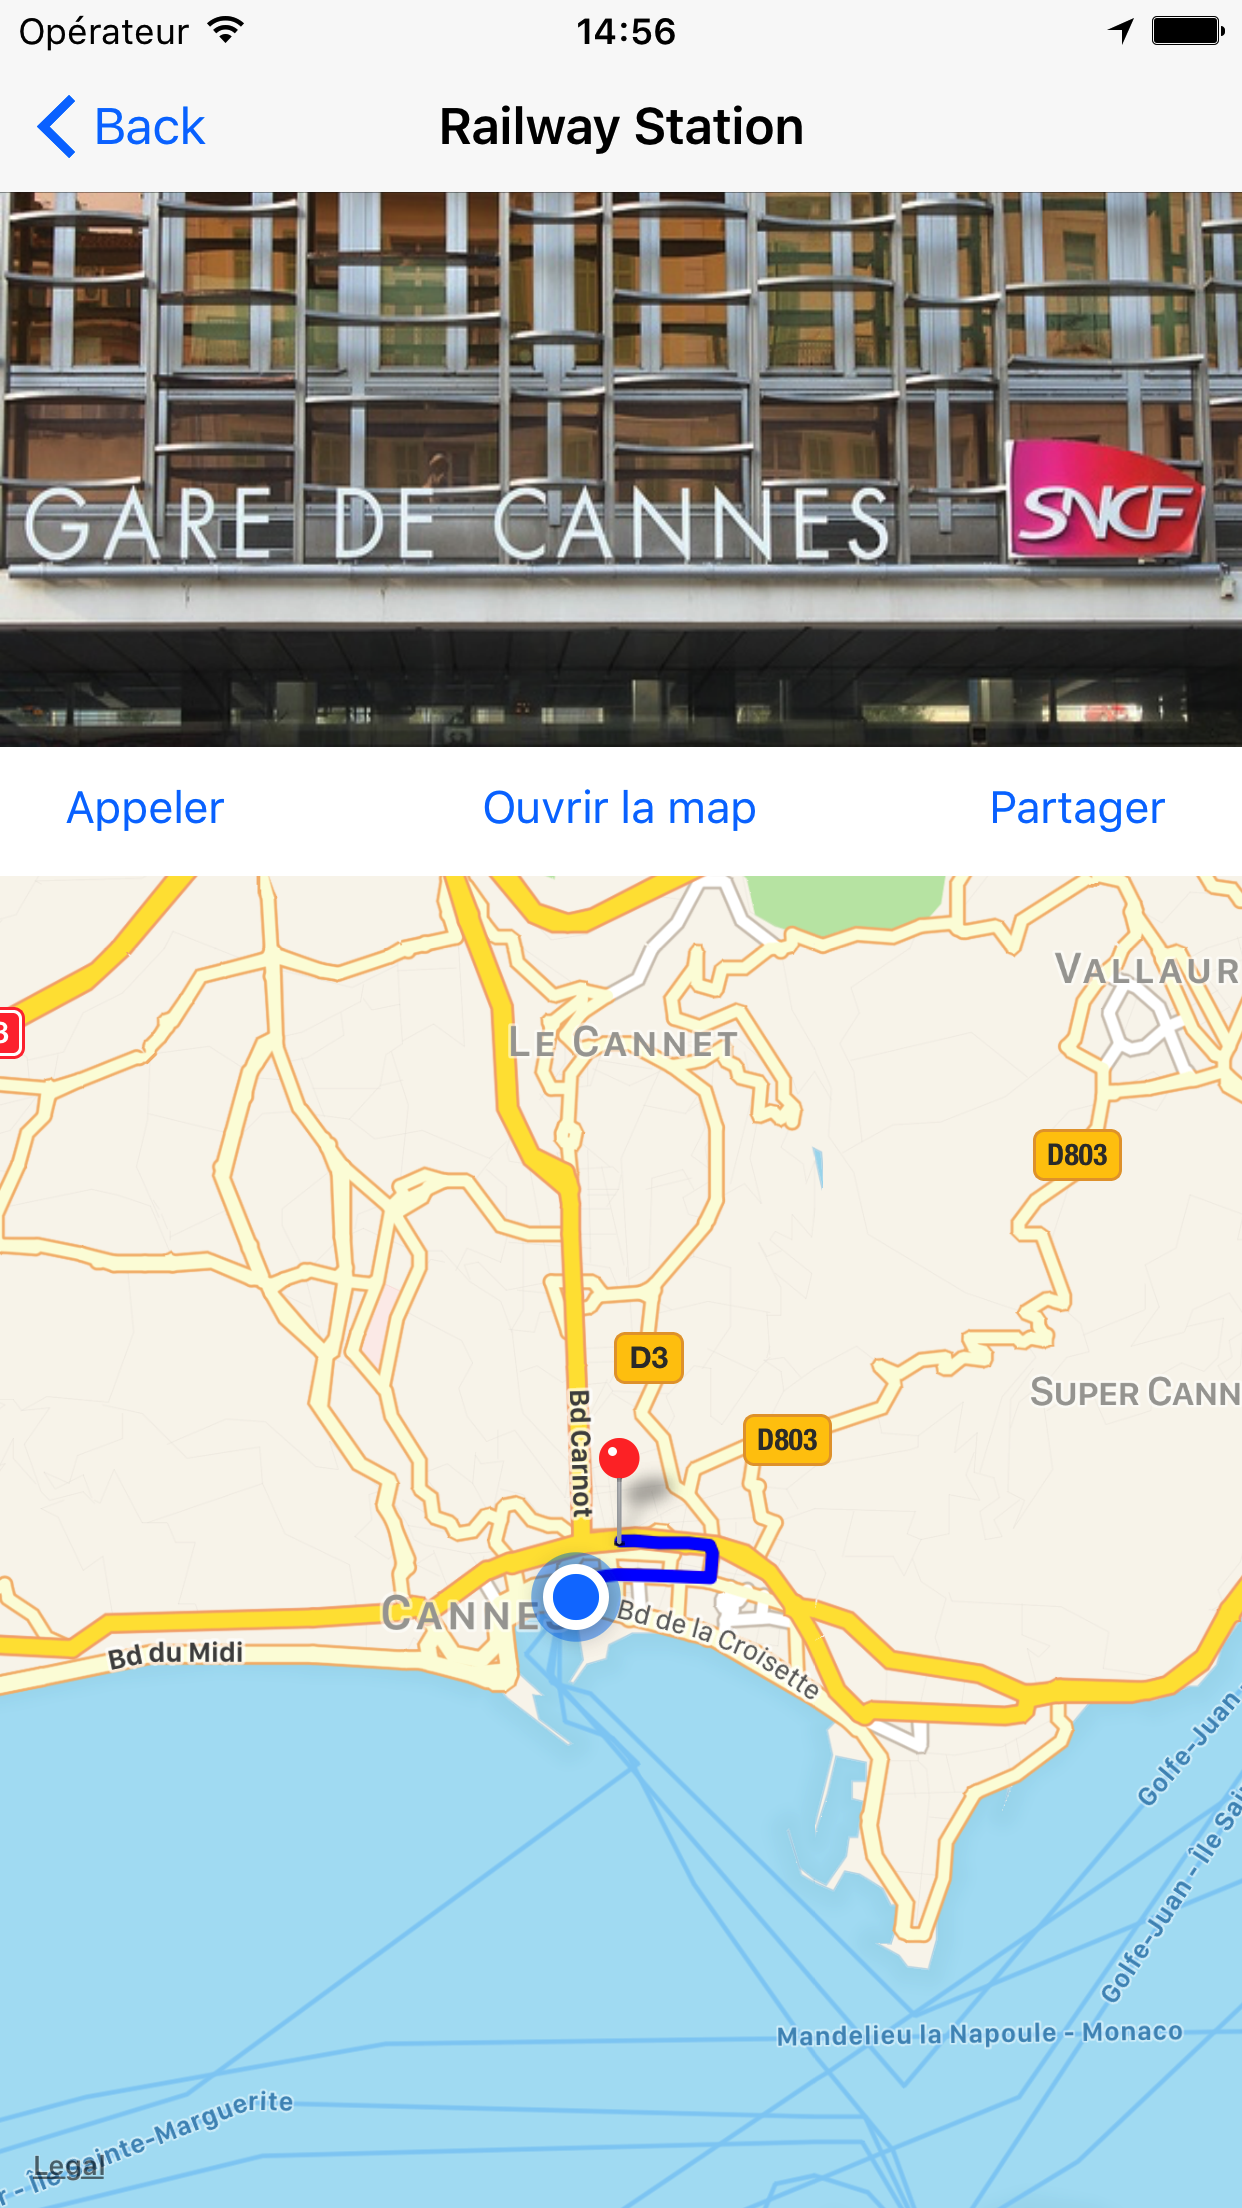 Opérateur 14:56
Back Railway Station
GARE DE CANNES SNCF
Appeler Ouvrir la map Partager
VALLAUR
3
LE CANNET
D803
D3
SUPER CANN
Bd Carnot
D803
CANNES
Bd de la Croisette
Bd du Midi
Golfe-Juan
Golfe-Juan - Île Sai
Mandelieu la Napoule - Monaco
r - Île Sainte-Marguerite
Legal